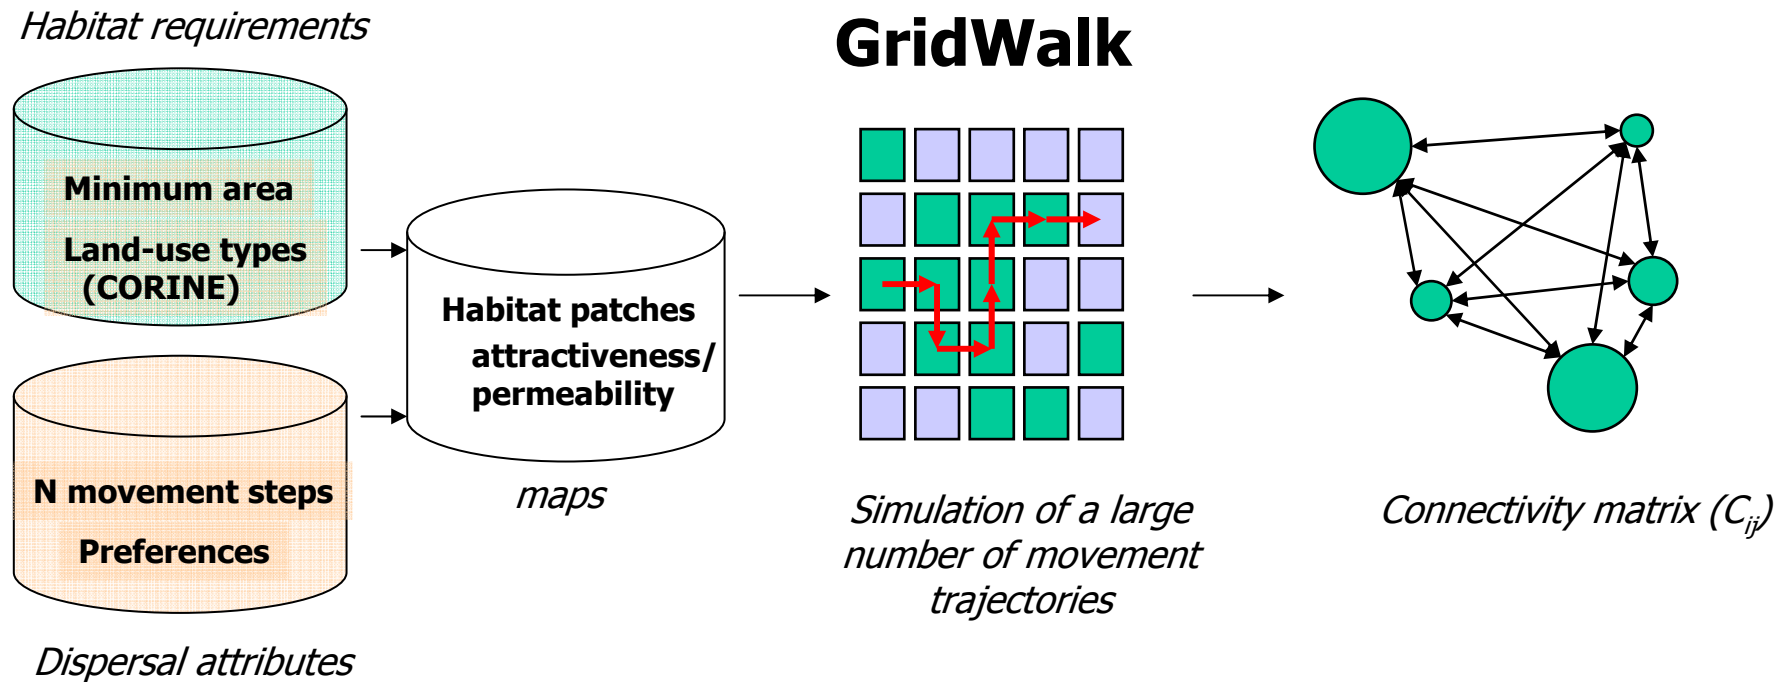 Habitat requirements
GridWalk
Minimum area
Land-use types
(CORINE)
Habitat patches
attractiveness/
permeability
N movement steps
Preferences
maps
Simulation of a large
number of movement
trajectories
Connectivity matrix (Cij)
Dispersal attributes